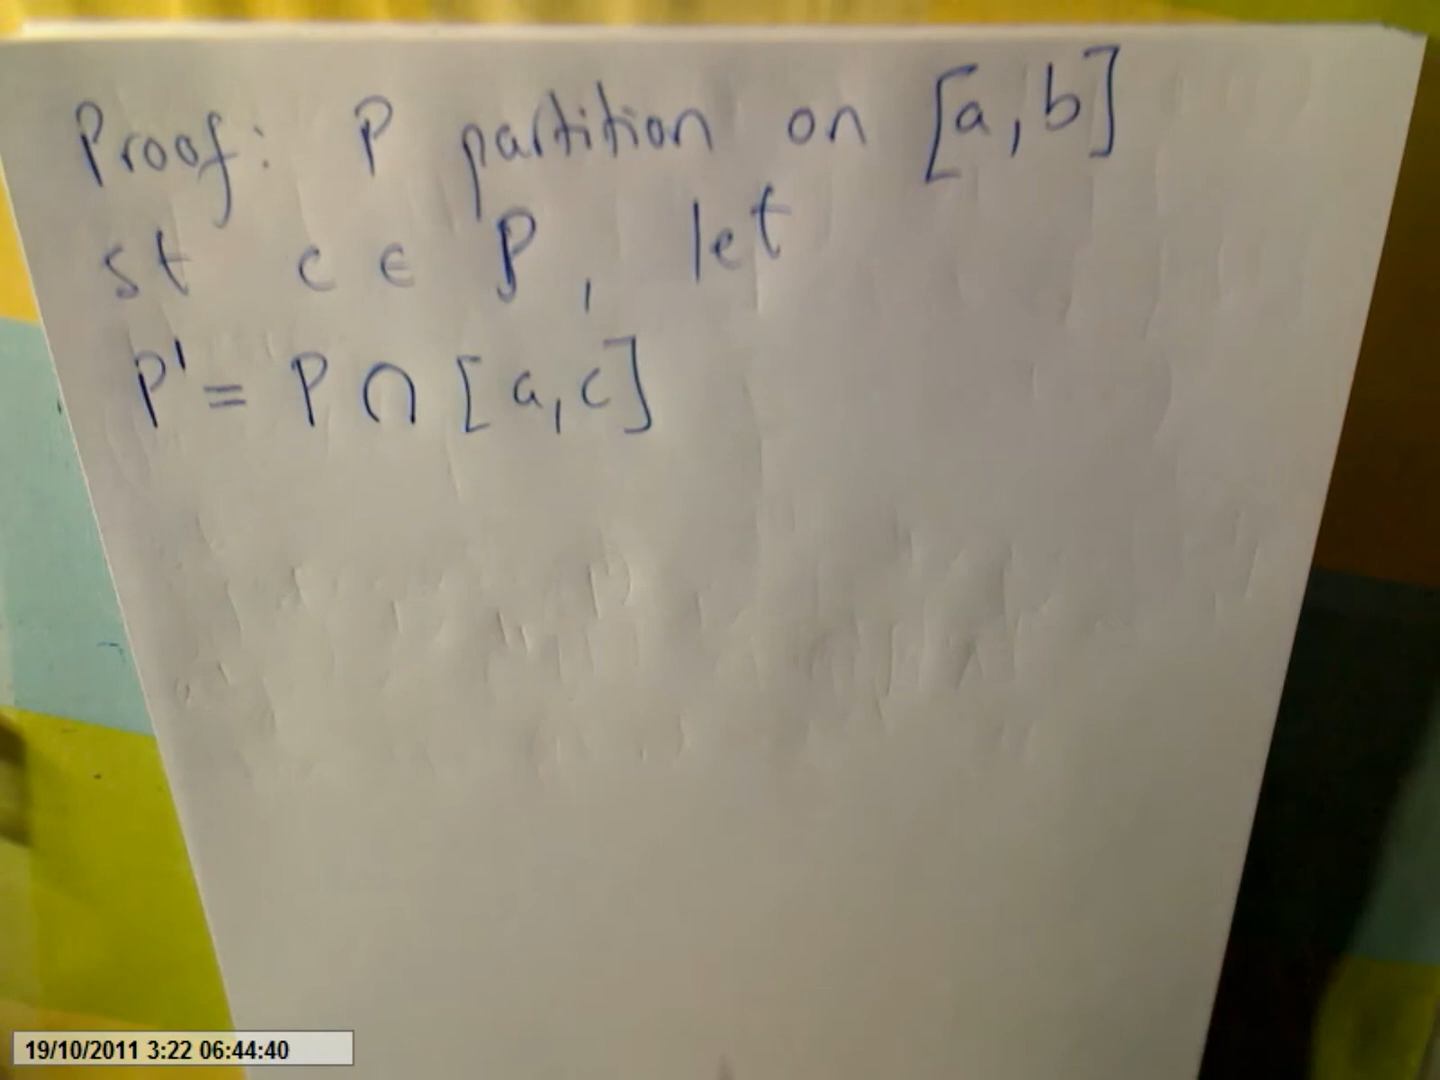 Proof: P partition on [a,b]
st c ∈ P, let
P' = P ∩ [a,c]
19/10/2011 3:22 06:44:40